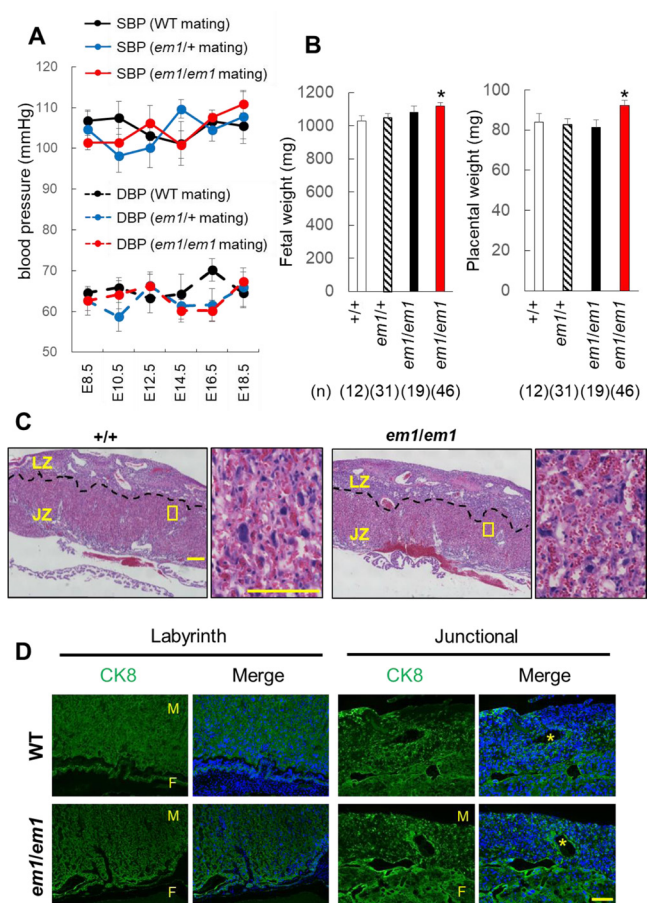 A
SBP (WT mating)
SBP (em1/+ mating)
SBP (em1/em1 mating)
blood pressure (mmHg)
120
110
100
90
80
70
60
50
DBP (WT mating)
DBP (em1/+ mating)
DBP (em1/em1 mating)
E8.5
E10.5
E12.5
E14.5
E16.5
E18.5
B
Fetal weight (mg)
1200
1000
800
600
400
200
0
*
+/+
em1/+
em1/em1
em1/em1
(n) (12)(31)(19)(46)
Placental weight (mg)
100
80
60
40
20
0
*
+/+
em1/+
em1/em1
em1/em1
(12)(31)(19)(46)
C
+/+
em1/em1
LZ
JZ
LZ
JZ
D
Labyrinth
Junctional
CK8
Merge
CK8
Merge
WT
M
F
*
em1/em1
M
F
M
F
*